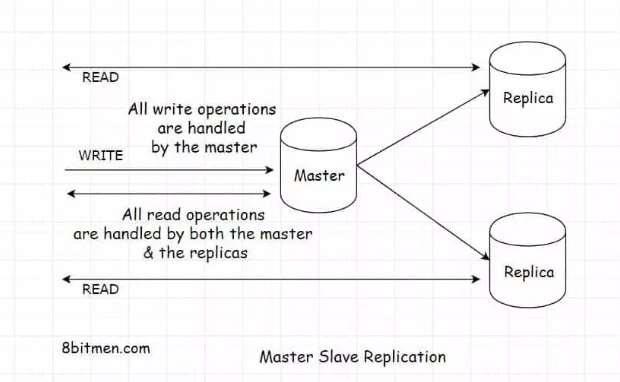 READ
Replica
All write operations
are handled
by the master
WRITE
Master
All read operations
are handled by both the master
& the replicas
Replica
READ
8bitmen.com
Master Slave Replication